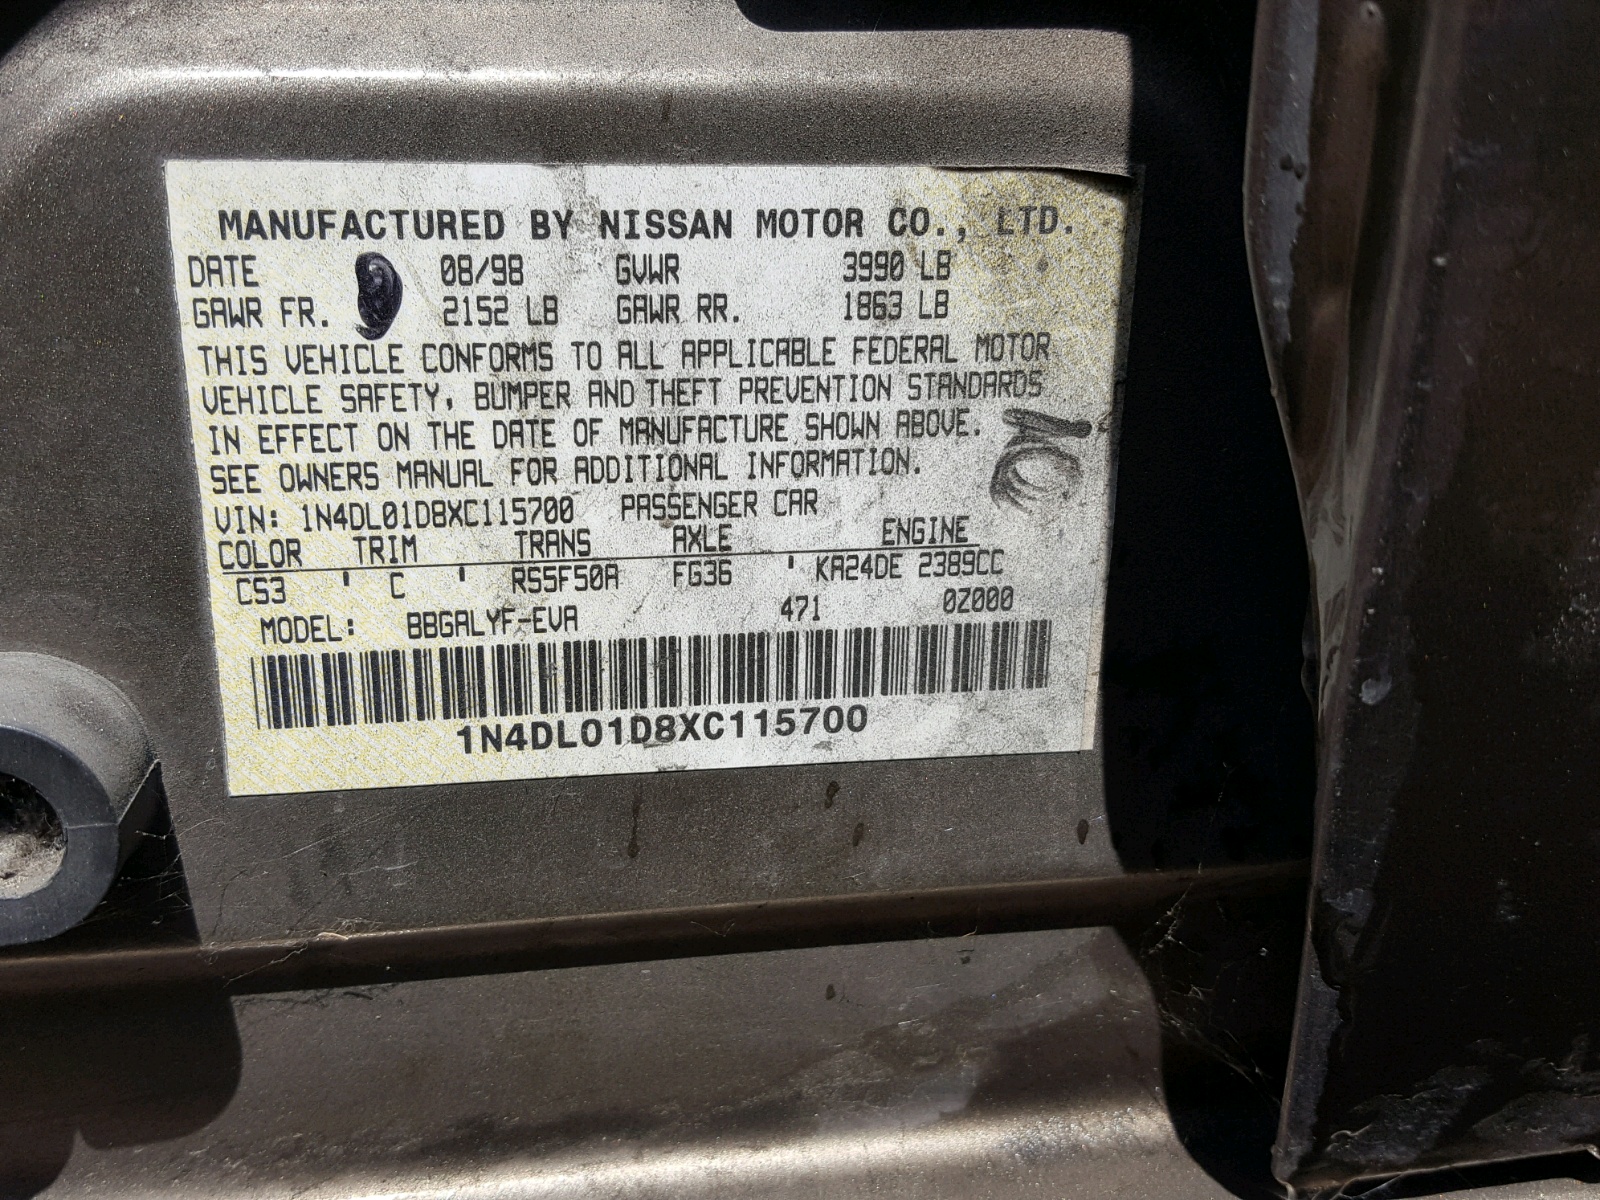 MANUFACTURED BY NISSAN MOTOR CO., LTD.
DATE 08/98 GVWR 3990 LB
GAWR FR. 2152 LB GAWR RR. 1863 LB
THIS VEHICLE CONFORMS TO ALL APPLICABLE FEDERAL MOTOR
VEHICLE SAFETY, BUMPER AND THEFT PREVENTION STANDARDS
IN EFFECT ON THE DATE OF MANUFACTURE SHOWN ABOVE.
SEE OWNERS MANUAL FOR ADDITIONAL INFORMATION.
VIN: 1N4DL01D8XC115700 PASSENGER CAR
COLOR TRIM TRANS AXLE ENGINE
CS3 ' C ' RS5F50A FG36 ' KA24DE 2389CC
MODEL: BBGALYF-EVA 471 0Z000
1N4DL01D8XC115700